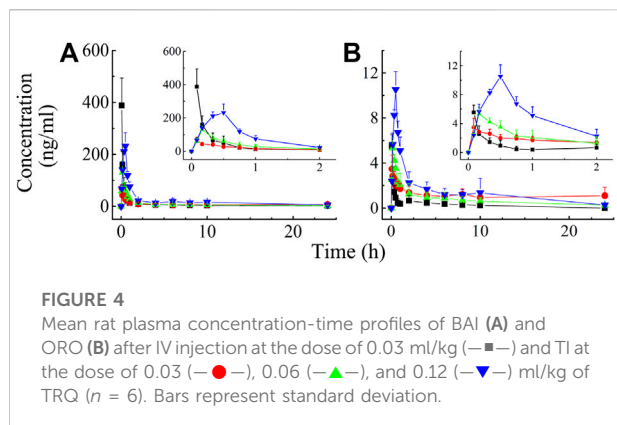 A
B
Concentration
(ng/ml)
600
400
200
0
0
10
20
600
400
200
0
0
1
2
12
8
4
0
0
10
20
12
8
4
0
0
1
2
Time (h)
FIGURE 4
Mean rat plasma concentration-time profiles of BAI (A) and
ORO (B) after IV injection at the dose of 0.03 ml/kg (—■—) and TI at
the dose of 0.03 (—●—), 0.06 (—▲—), and 0.12 (—▼—) ml/kg of
TRQ (n = 6). Bars represent standard deviation.